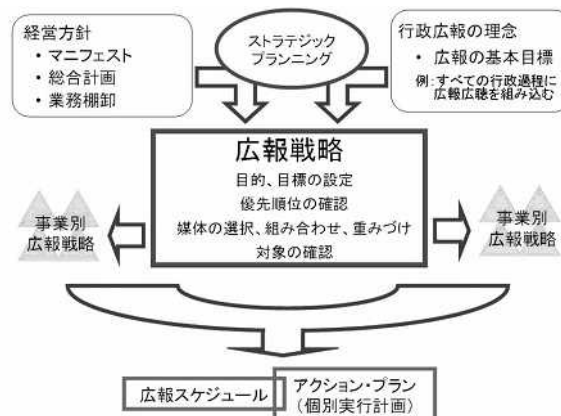 経営方針
・ マニフェスト
・ 総合計画
・ 業務棚卸
ストラテジック
プランニング
行政広報の理念
・ 広報の基本目標
例：すべての行政過程に
広報広聴を組み込む
広報戦略
目的、目標の設定
優先順位の確認
媒体の選択、組み合わせ、重みづけ
対象の確認
事業別
広報戦略
事業別
広報戦略
広報スケジュール
アクション・プラン
（個別実行計画）